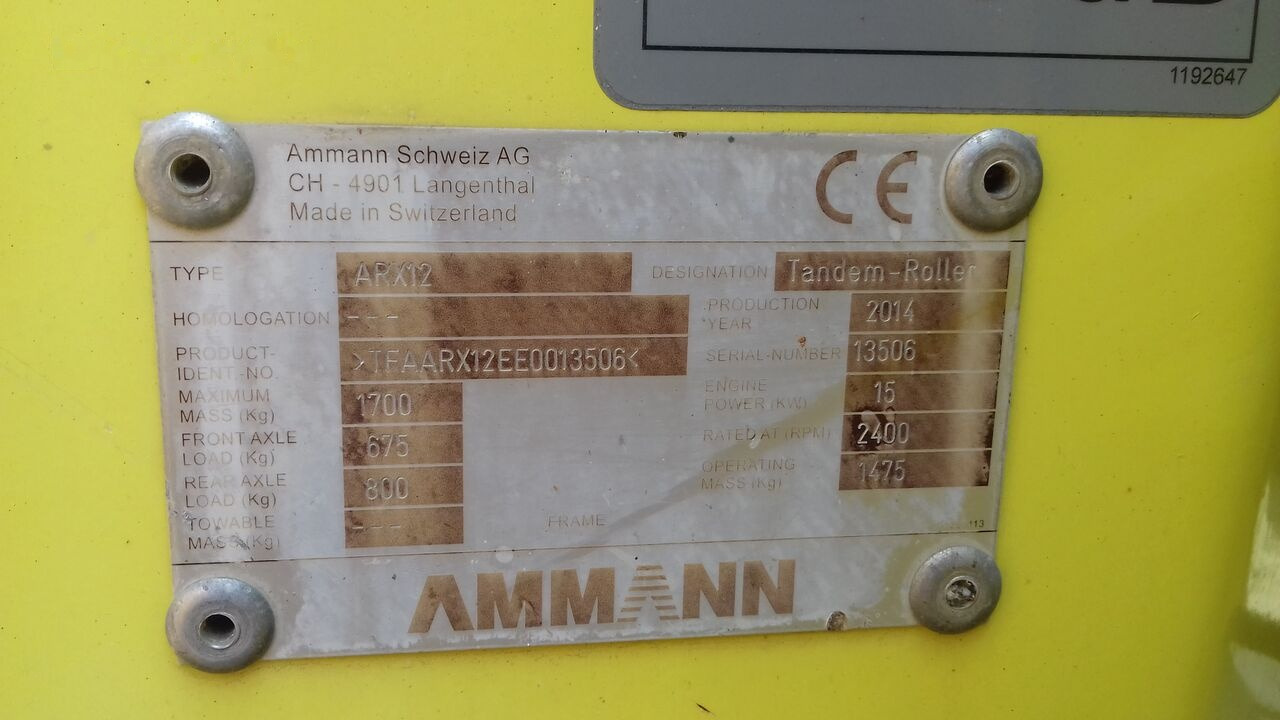 1192647
Ammann Schweiz AG
CH - 4901 Langenthal
Made in Switzerland
CE
TYPE ARX12 DESIGNATION Tandem-Roller
HOMOLOGATION --- PRODUCTION YEAR 2014
PRODUCT-IDENT.-NO. >TFAARX12EE0013506< SERIAL-NUMBER 13506
MAXIMUM MASS (Kg) 1700 ENGINE POWER (KW) 15
FRONT AXLE LOAD (Kg) 675 RATED AT (RPM) 2400
REAR AXLE LOAD (Kg) 800 OPERATING MASS (Kg) 1475
TOWABLE MASS (Kg) --- FRAME
AMMANN